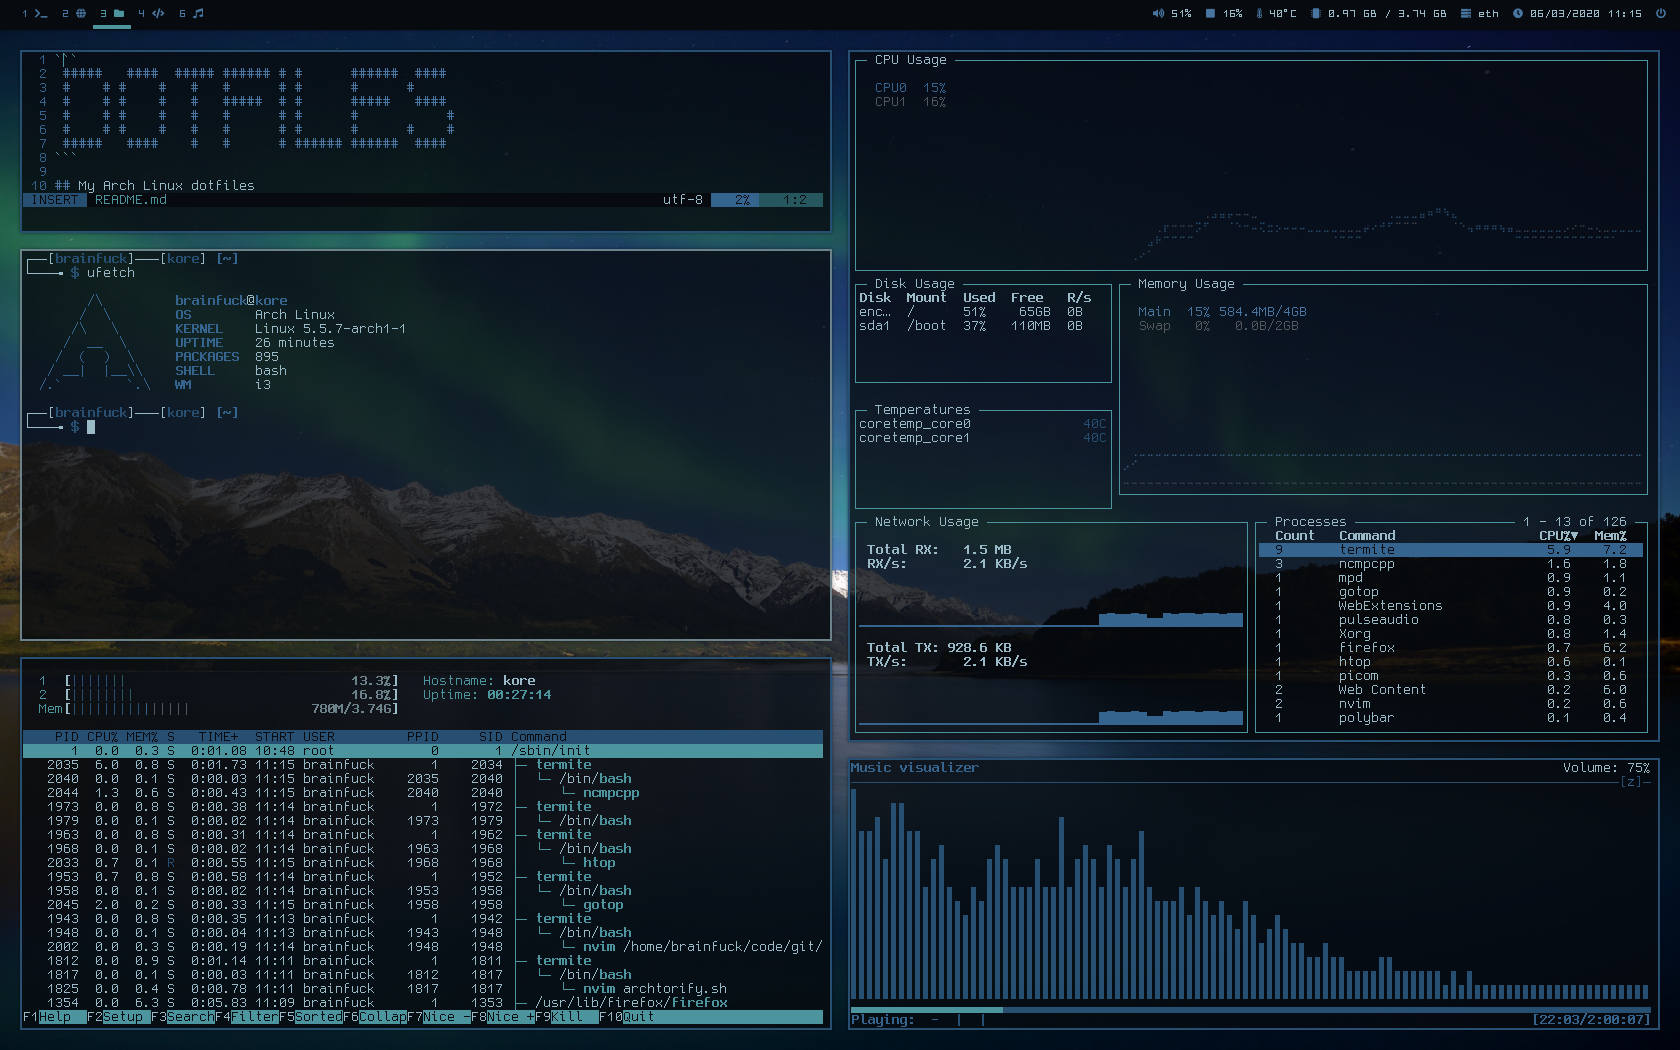 1 2 3 4 6 51% 16% 40°C 0.97 GB / 3.74 GB eth 06/03/2020 11:15
1 ```
2 ##### #### ##### ###### # # ###### ####
3 # # # # # # # # # # #
4 # # # # # ##### # # ##### ####
5 # # # # # # # # # #
6 # # # # # # # # # # #
7 ##### #### # # # ###### ###### ####
8 ```
9
10 ## My Arch Linux dotfiles
INSERT README.md utf-8 2% 1:2
┌──[brainfuck]───[kore] [~]
└───╼ $ ufetch
brainfuck@kore
OS Arch Linux
KERNEL Linux 5.5.7-arch1-1
UPTIME 26 minutes
PACKAGES 895
SHELL bash
WM i3
┌──[brainfuck]───[kore] [~]
└───╼ $
1 [||||||| 13.3%] Hostname: kore
2 [|||||||| 16.8%] Uptime: 00:27:14
Mem[||||||||||||||| 780M/3.74G]
PID CPU% MEM% S TIME+ START USER PPID SID Command
1 0.0 0.3 S 0:01.08 10:48 root 0 1 /sbin/init
2035 6.0 0.8 S 0:01.73 11:15 brainfuck 1 2034 ├─ termite
2040 0.0 0.1 S 0:00.03 11:15 brainfuck 2035 2040 │ └─ /bin/bash
2044 1.3 0.6 S 0:00.43 11:15 brainfuck 2040 2040 │ └─ ncmpcpp
1973 0.0 0.8 S 0:00.38 11:14 brainfuck 1 1972 ├─ termite
1979 0.0 0.1 S 0:00.02 11:14 brainfuck 1973 1979 │ └─ /bin/bash
1963 0.0 0.8 S 0:00.31 11:14 brainfuck 1 1962 ├─ termite
1968 0.0 0.1 S 0:00.02 11:14 brainfuck 1963 1968 │ └─ /bin/bash
2033 0.7 0.1 R 0:00.55 11:15 brainfuck 1968 1968 │ └─ htop
1953 0.7 0.8 S 0:00.58 11:14 brainfuck 1 1952 ├─ termite
1958 0.0 0.1 S 0:00.02 11:14 brainfuck 1953 1958 │ └─ /bin/bash
2045 2.0 0.2 S 0:00.33 11:15 brainfuck 1958 1958 │ └─ gotop
1943 0.0 0.8 S 0:00.35 11:13 brainfuck 1 1942 ├─ termite
1948 0.0 0.1 S 0:00.04 11:13 brainfuck 1943 1948 │ └─ /bin/bash
2002 0.0 0.3 S 0:00.19 11:14 brainfuck 1948 1948 │ └─ nvim /home/brainfuck/code/git/
1812 0.0 0.9 S 0:01.14 11:11 brainfuck 1 1811 ├─ termite
1817 0.0 0.1 S 0:00.03 11:11 brainfuck 1812 1817 │ └─ /bin/bash
1825 0.0 0.4 S 0:00.78 11:11 brainfuck 1817 1817 │ └─ nvim archtorify.sh
1354 0.0 6.3 S 0:05.83 11:09 brainfuck 1 1353 ├─ /usr/lib/firefox/firefox
F1Help F2Setup F3SearchF4FilterF5SortedF6CollapF7Nice -F8Nice +F9Kill F10Quit
CPU Usage
CPU0 15%
CPU1 16%
Disk Usage
Disk Mount Used Free R/s
enc… / 51% 65GB 0B
sda1 /boot 37% 110MB 0B
Memory Usage
Main 15% 584.4MB/4GB
Swap 0% 0.0B/2GB
Temperatures
coretemp_core0 40C
coretemp_core1 40C
Network Usage
Total RX: 1.5 MB
RX/s: 2.1 KB/s
Total TX: 928.6 KB
TX/s: 2.1 KB/s
Processes 1 - 13 of 126
Count Command CPU%▼ Mem%
9 termite 5.9 7.2
3 ncmpcpp 1.6 1.8
1 mpd 0.9 1.1
1 gotop 0.9 0.2
1 WebExtensions 0.9 4.0
1 pulseaudio 0.8 0.3
1 Xorg 0.8 1.4
1 firefox 0.7 6.2
1 htop 0.6 0.1
1 picom 0.3 0.6
2 Web Content 0.2 6.0
2 nvim 0.2 0.6
1 polybar 0.1 0.4
Music visualizer Volume: 75%
[z]
Playing: - | | [22:03/2:00:07]